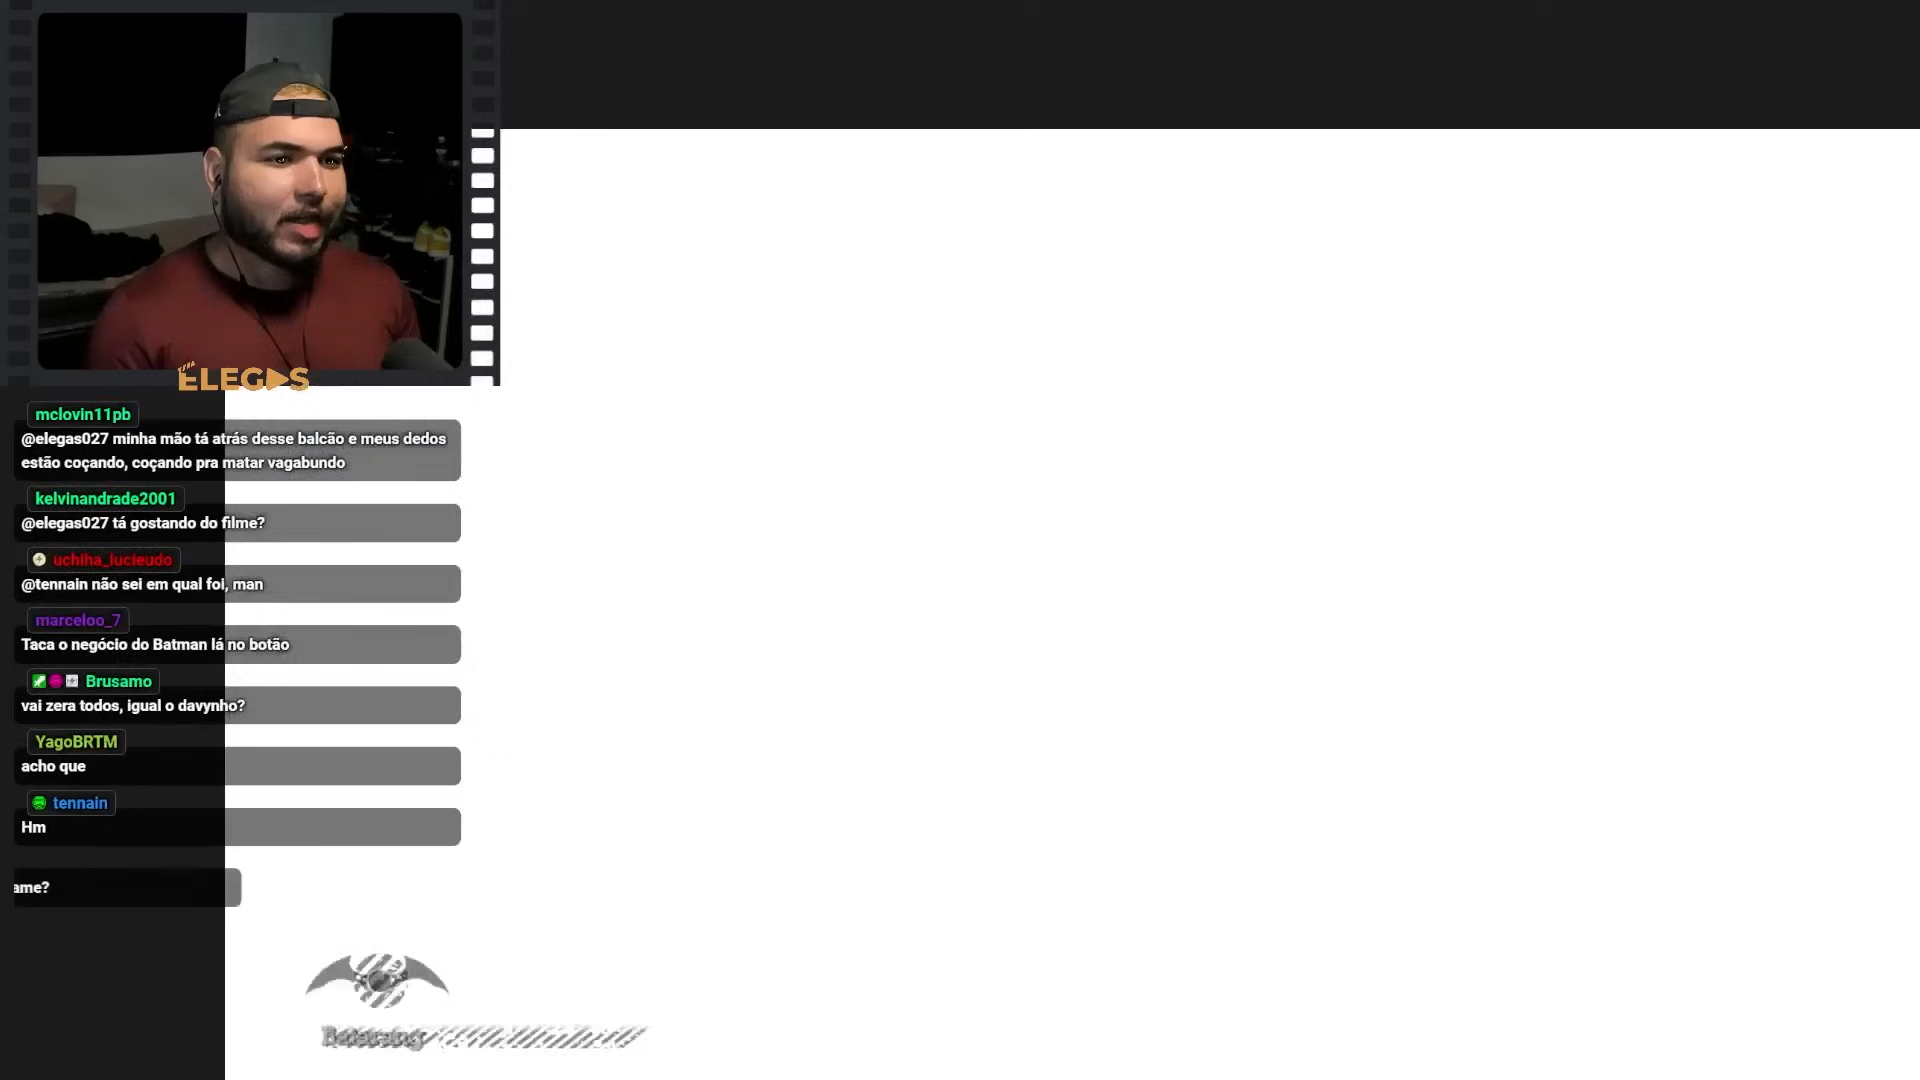 ELEGAS
mclovin11pb
@elegas027 minha mão tá atrás desse balcão e meus dedos
estão coçando, coçando pra matar vagabundo
kelvinandrade2001
@elegas027 tá gostando do filme?
uchiha_lucieudo
@tennain não sei em qual foi, man
marceloo_7
Taca o negócio do Batman lá no botão
Brusamo
vai zera todos, igual o davynho?
YagoBRTM
acho que
tennain
Hm
ame?
Batarang